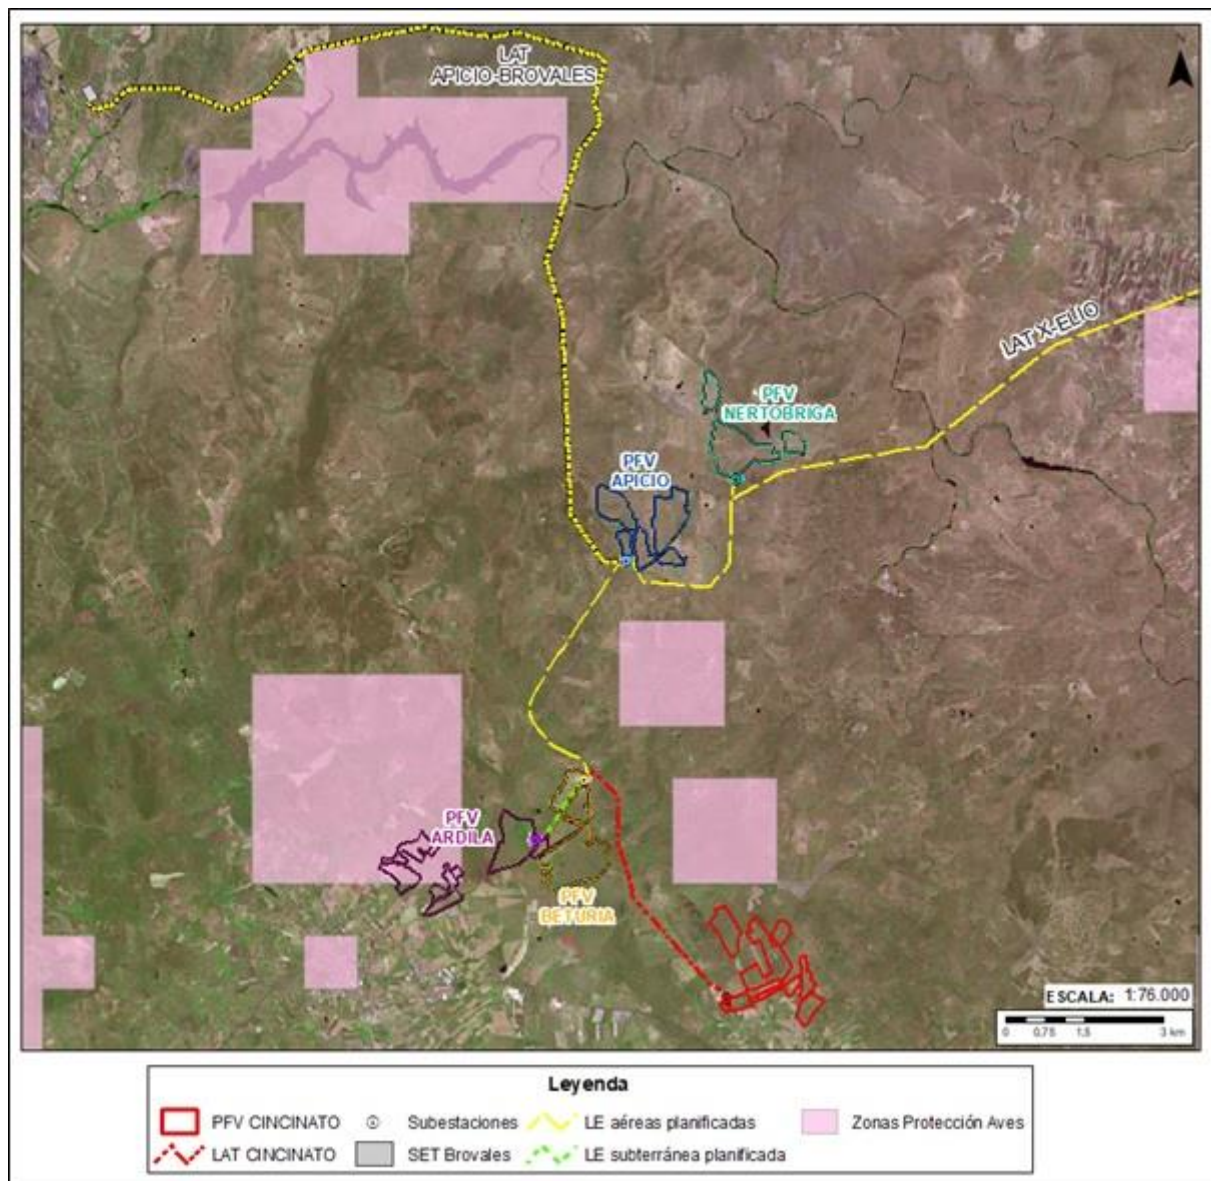 LAT
APICIO-BROVALES
LAT X-ELIO
PFV
NERTOBRIGA
PFV
APICIO
PFV
ARDILA
PFV
BETURIA
ESCALA: 1:76.000
0 0,75 1,5 3 km
Leyenda
PFV CINCINATO
Subestaciones
LE aéreas planificadas
Zonas Protección Aves
LAT CINCINATO
SET Brovales
LE subterránea planificada